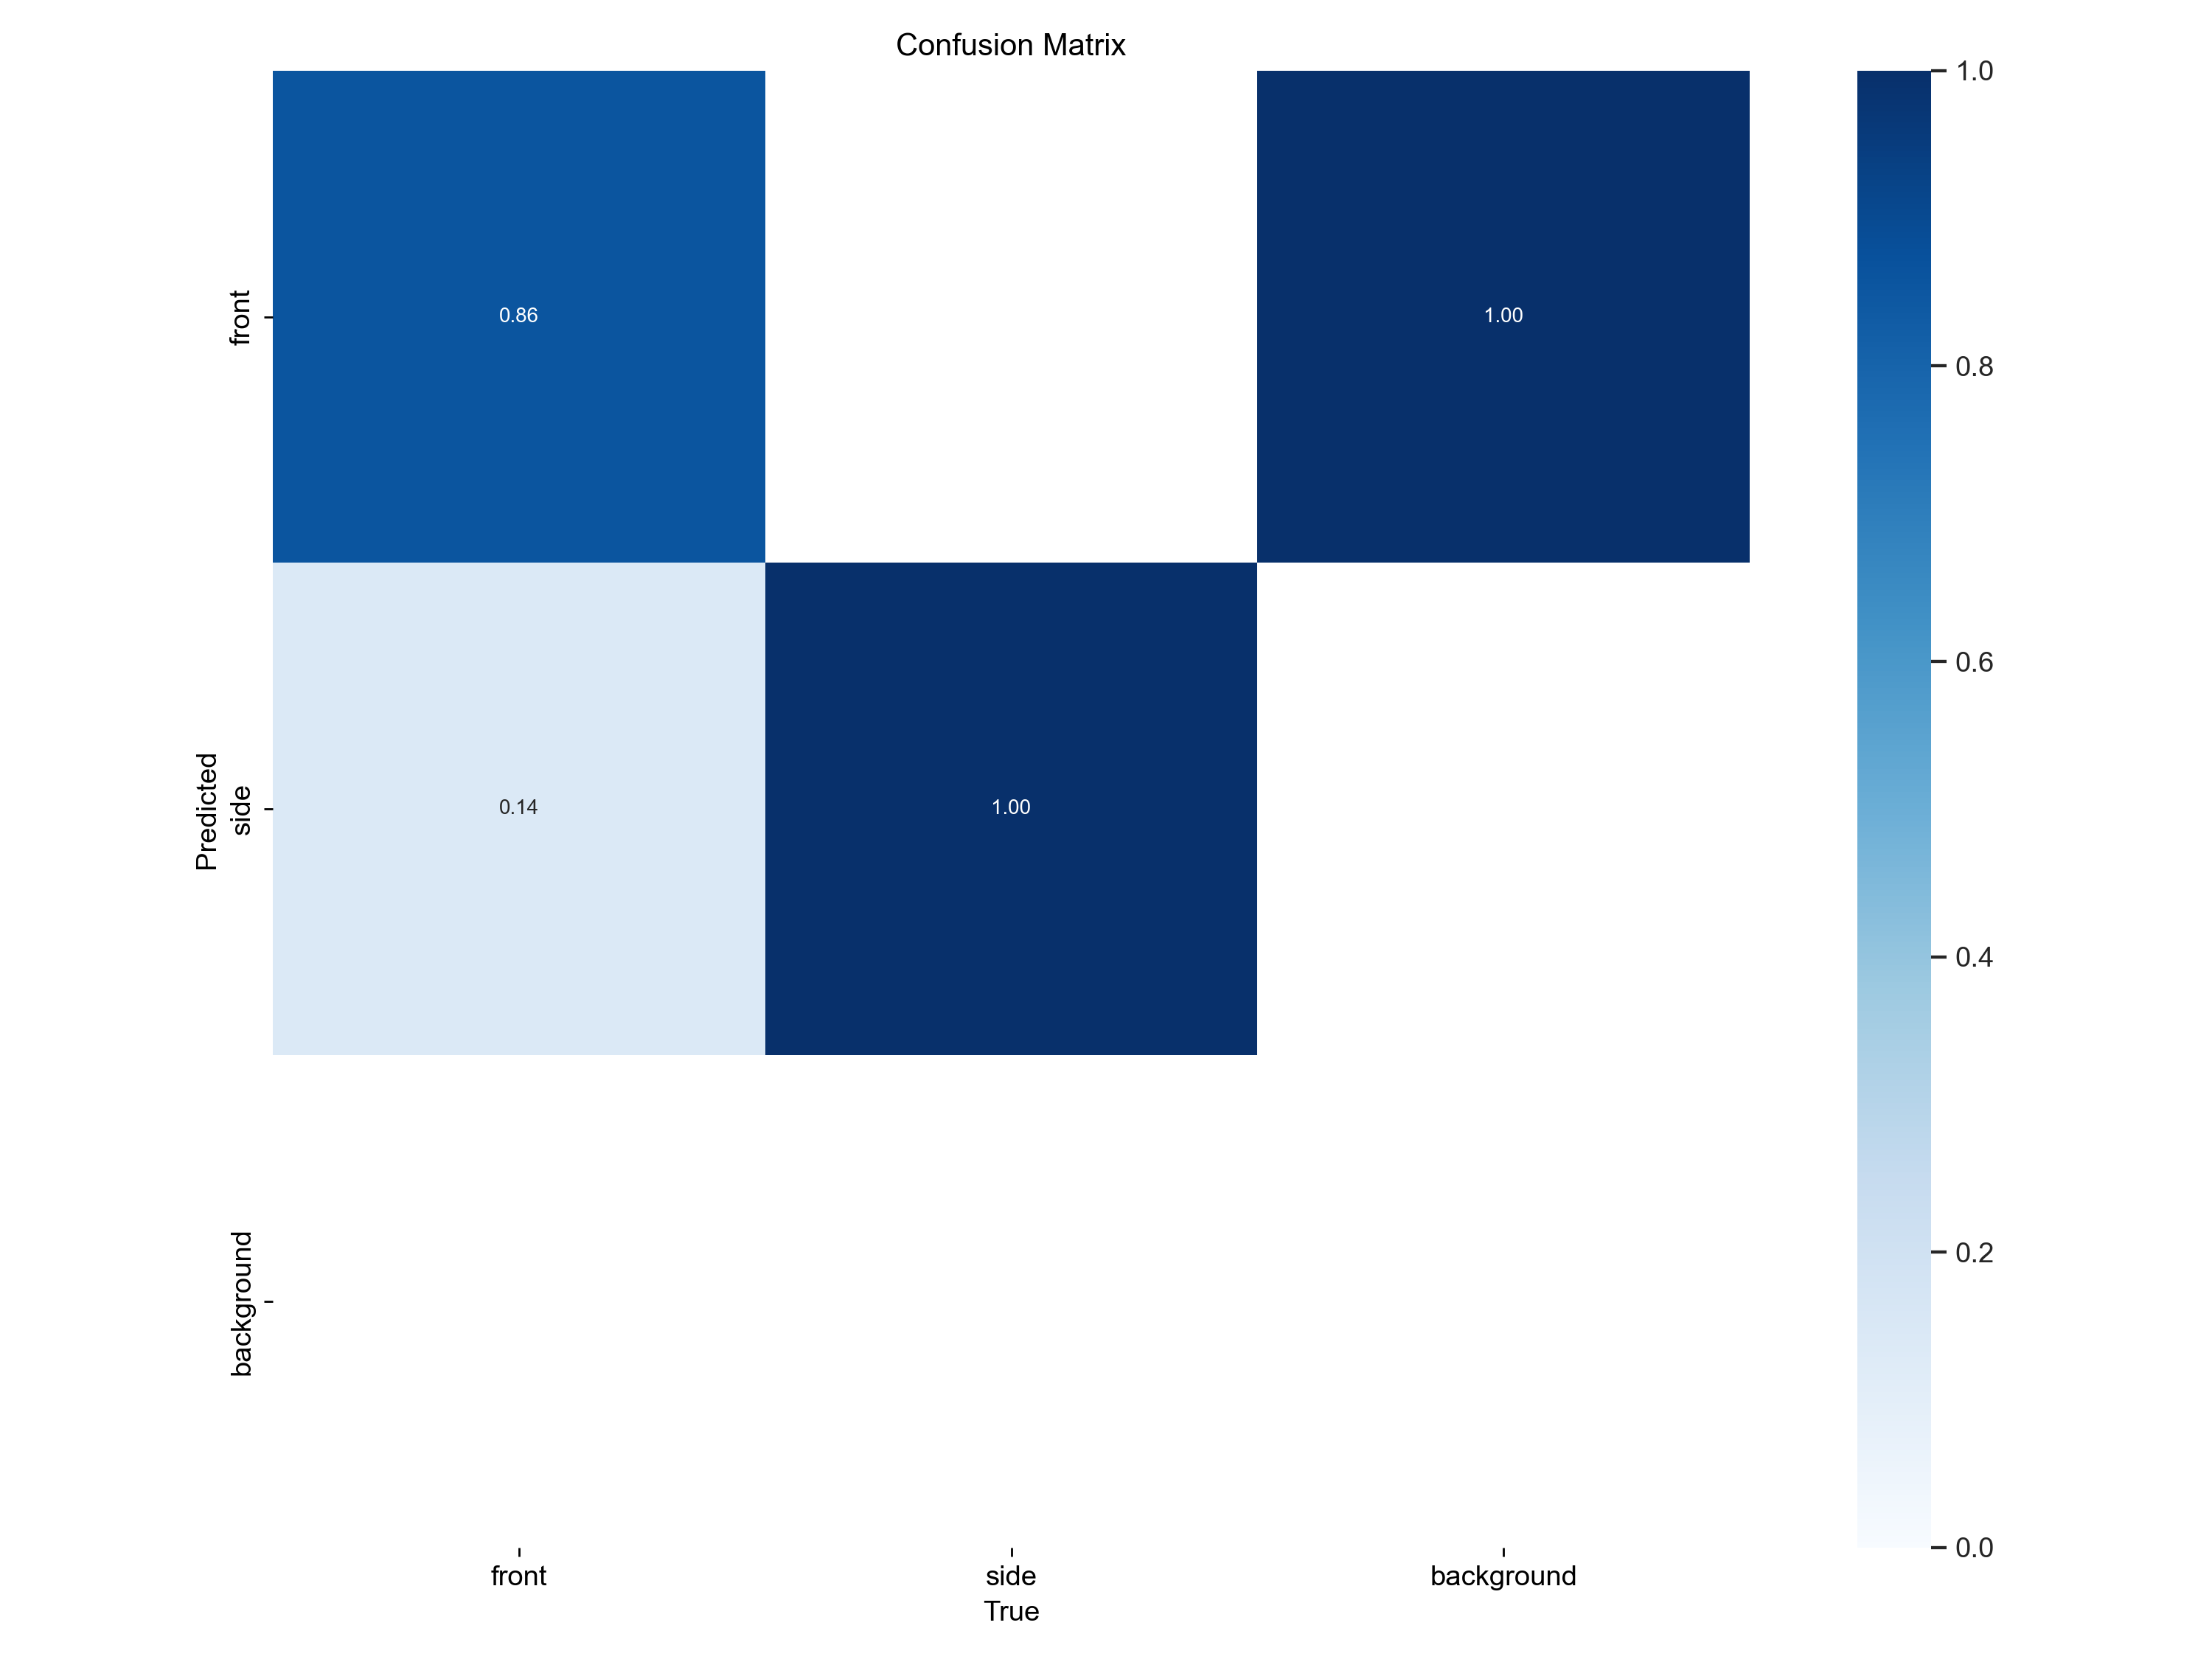 Confusion Matrix
0.86
1.00
0.14
1.00
Predicted
front
side
background
front
side
background
True
1.0
0.8
0.6
0.4
0.2
0.0